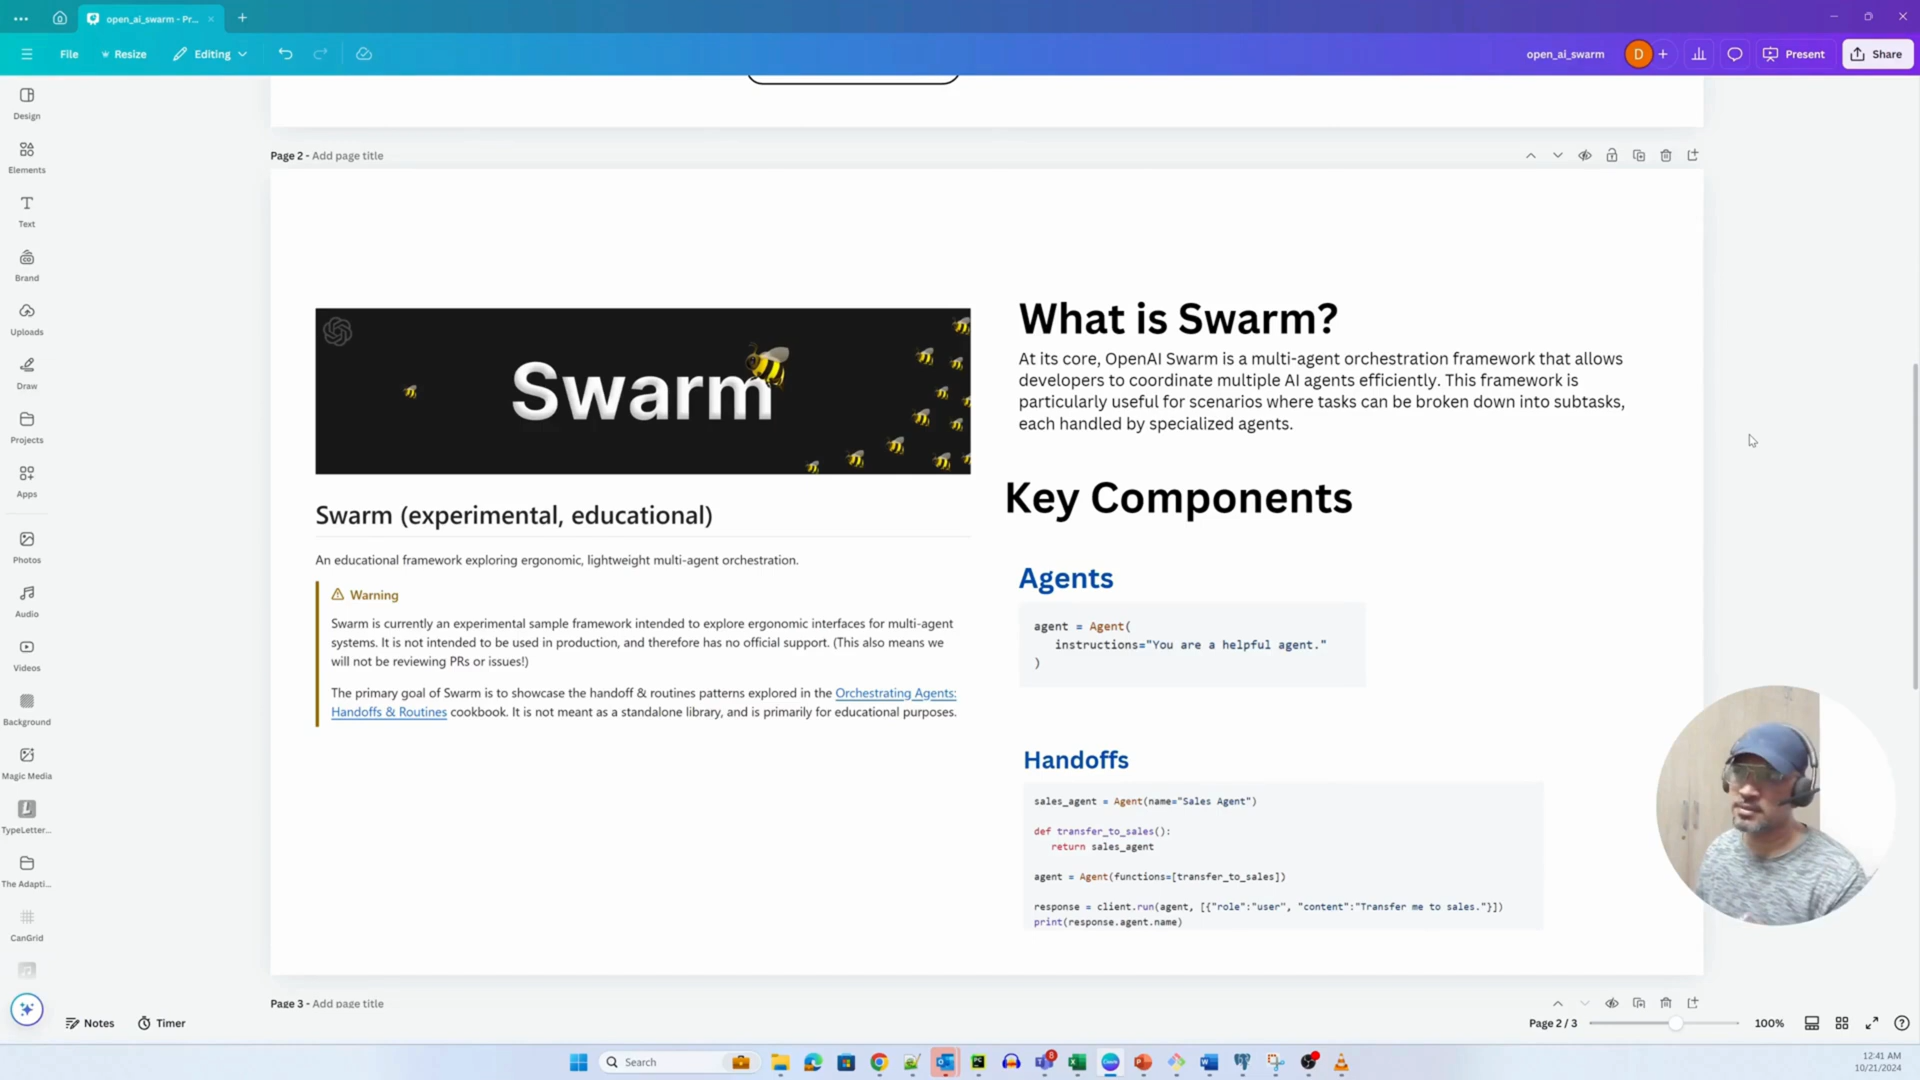 open_ai_swarm - Pr...
File
Resize
Editing
open_ai_swarm
D
Present
Share
Design
Elements
Text
Brand
Uploads
Draw
Projects
Apps
Photos
Audio
Videos
Background
Magic Media
TypeLetter...
The Adapti...
CanGrid
Page 2 - Add page title
Swarm
Swarm (experimental, educational)
An educational framework exploring ergonomic, lightweight multi-agent orchestration.
Warning
Swarm is currently an experimental sample framework intended to explore ergonomic interfaces for multi-agent
systems. It is not intended to be used in production, and therefore has no official support. (This also means we
will not be reviewing PRs or issues!)
The primary goal of Swarm is to showcase the handoff & routines patterns explored in the Orchestrating Agents:
Handoffs & Routines cookbook. It is not meant as a standalone library, and is primarily for educational purposes.
What is Swarm?
At its core, OpenAI Swarm is a multi-agent orchestration framework that allows
developers to coordinate multiple AI agents efficiently. This framework is
particularly useful for scenarios where tasks can be broken down into subtasks,
each handled by specialized agents.
Key Components
Agents
agent = Agent(
instructions="You are a helpful agent."
)
Handoffs
sales_agent = Agent(name="Sales Agent")
def transfer_to_sales():
return sales_agent
agent = Agent(functions=[transfer_to_sales])
response = client.run(agent, [{"role":"user", "content":"Transfer me to sales."}])
print(response.agent.name)
Page 3 - Add page title
Notes
Timer
Page 2 / 3
100%
Search
8
12:41 AM
10/21/2024